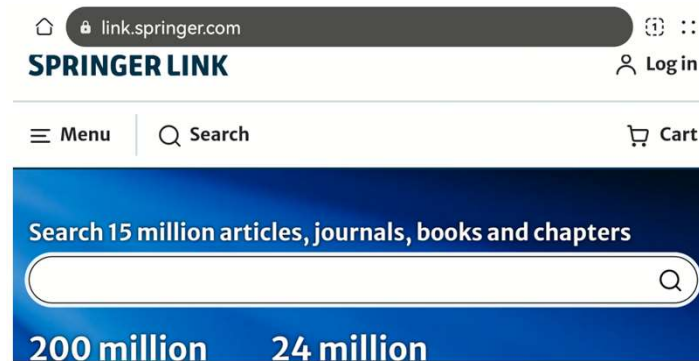 link.springer.com
1
SPRINGER LINK
Log in
Menu
Search
Cart
Search 15 million articles, journals, books and chapters
200 million
24 million